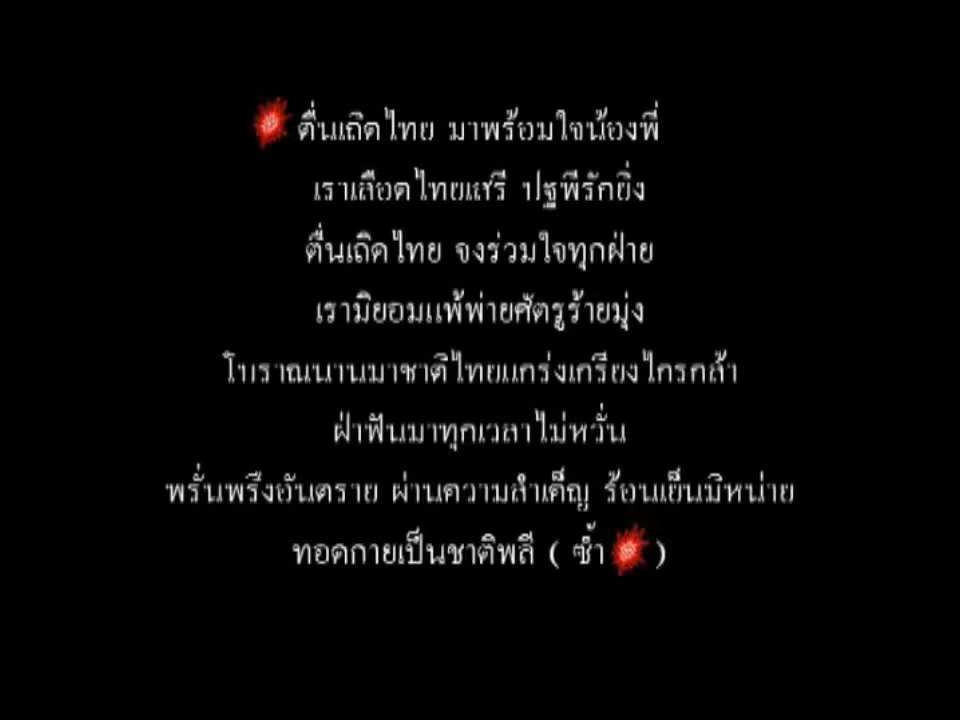 ตื่นเถิดไทย มาพร้อมใจน้องพี่
เราเลือดไทยเสรี ปฐพีรักยิ่ง
ตื่นเถิดไทย จงร่วมใจทุกฝ่าย
เรามิยอมแพ้พ่ายศัตรูร้ายมุ่ง
โบราณนานมาชาติไทยแกร่งเกรียงไกรกล้า
ฝ่าฟันมาทุกเวลาไม่หวั่น
พรั่นพรึงอันตราย ผ่านความลำเค็ญ ร้อนเย็นมิหน่าย
ทอดกายเป็นชาติพลี ( ซ้ำ )